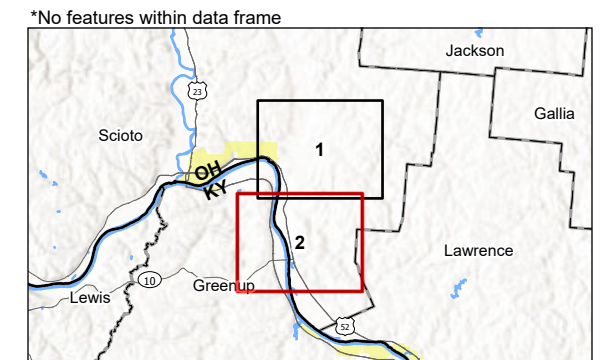 *No features within data frame
Jackson
23
Gallia
Scioto
1
OH
KY
2
Lawrence
10
Greenup
Lewis
52